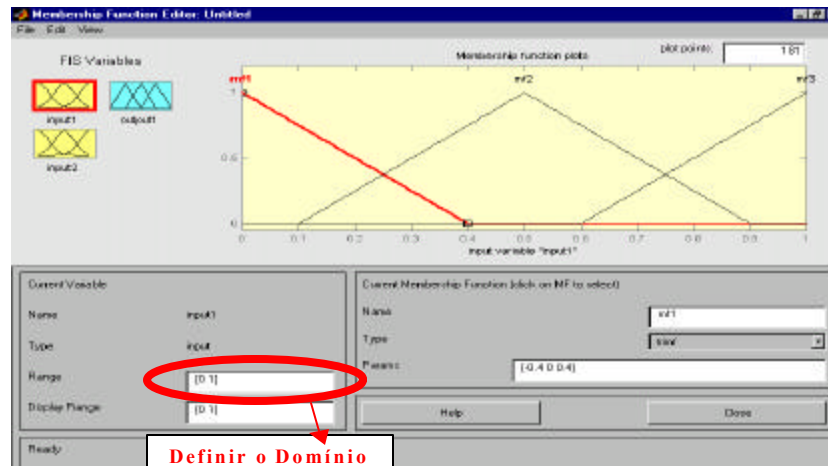 Membership Function Editor: Untitled
File Edit View
FIS Variables
input1
output1
input2
Membership function plots
plot points:
181
mf1
mf2
mf3
1
0.5
0
0 0.1 0.2 0.3 0.4 0.5 0.6 0.7 0.8 0.9 1
input variable "input1"
Current Variable
Name input1
Type input
Range [0 1]
Display Range [0 1]
Current Membership Function (click on MF to select)
Name mf1
Type trimf
Params [-0.4 0 0.4]
Help
Close
Ready
Definir o Domínio